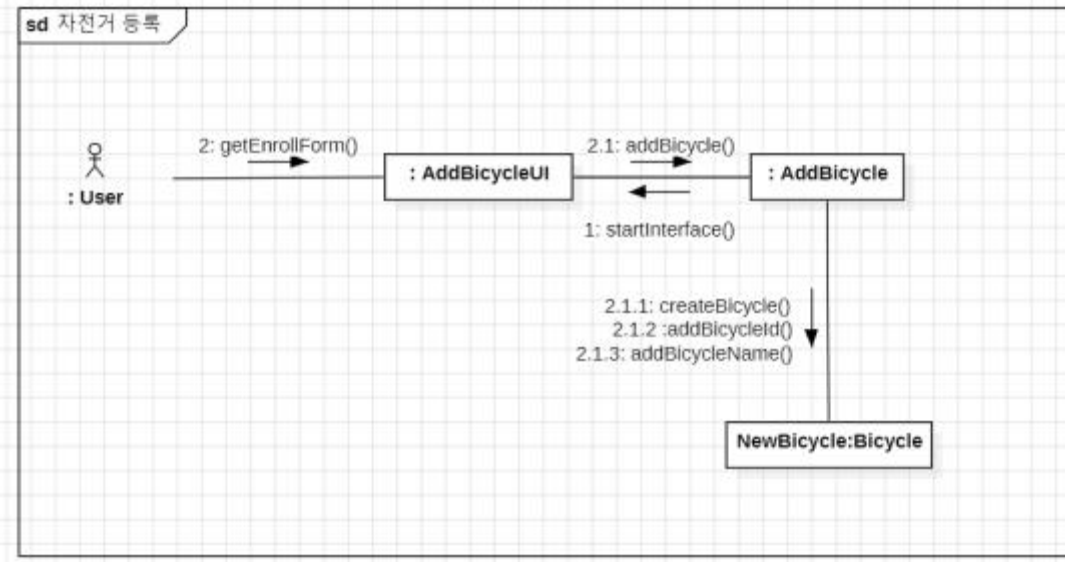 sd 자전거 등록
2: getEnrollForm()
2.1: addBicycle()
: User
: AddBicycleUI
: AddBicycle
1: startInterface()
2.1.1: createBicycle()
2.1.2 :addBicycleId()
2.1.3: addBicycleName()
NewBicycle:Bicycle